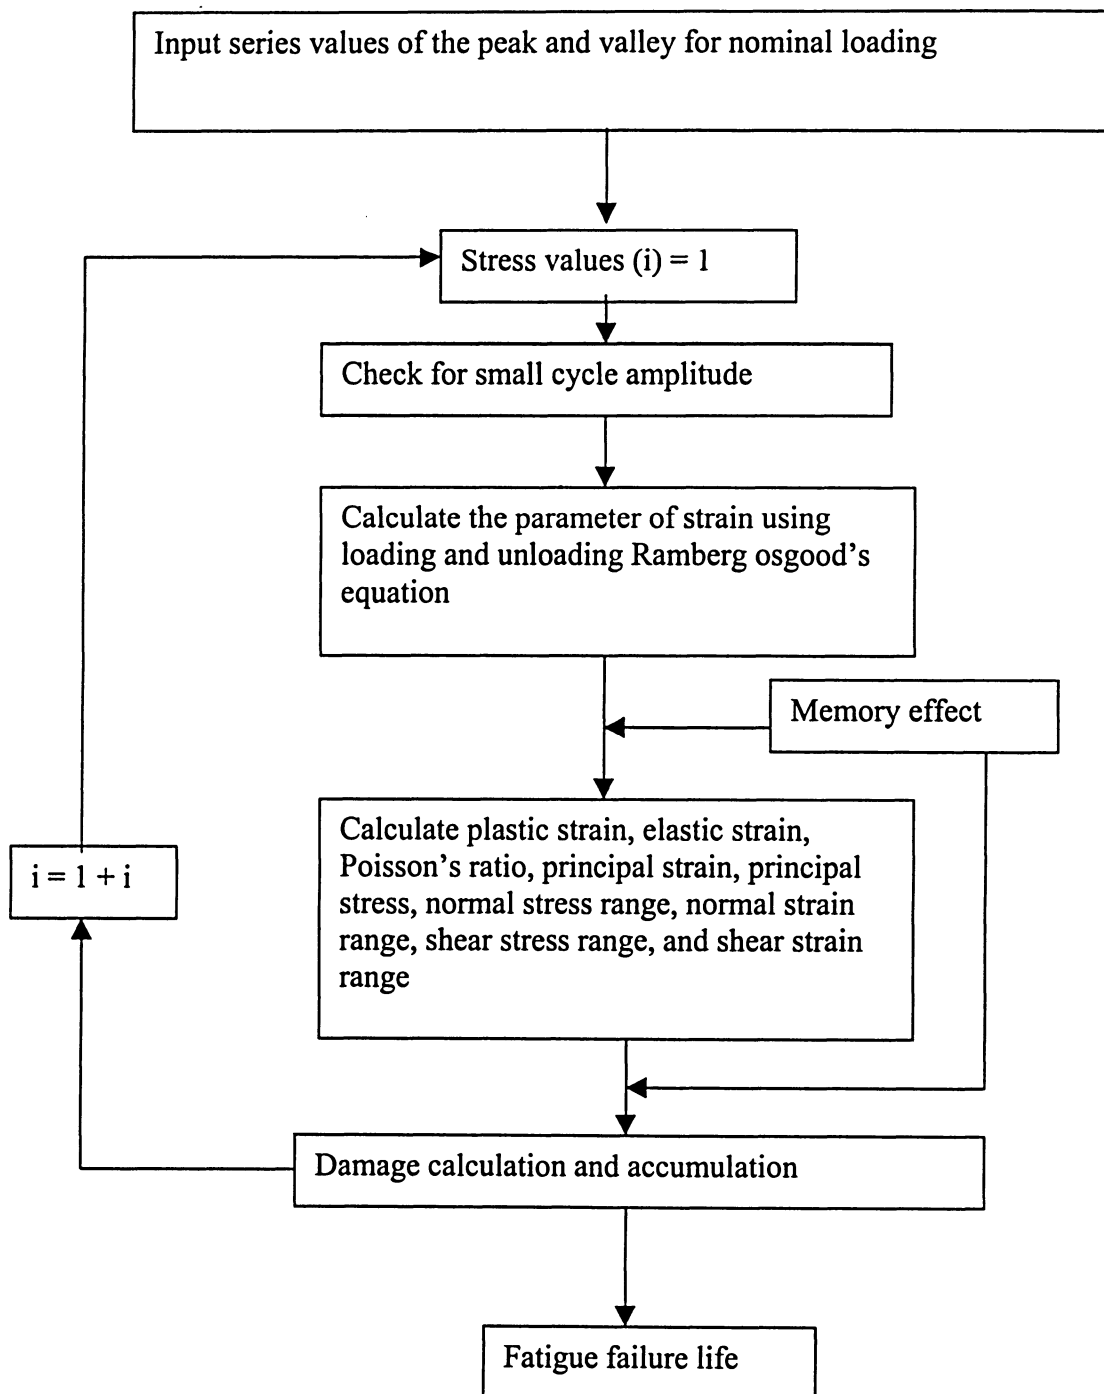 Input series values of the peak and valley for nominal loading
Stress values (i) = 1
Check for small cycle amplitude
Calculate the parameter of strain using
loading and unloading Ramberg osgood's
equation
Memory effect
Calculate plastic strain, elastic strain,
Poisson's ratio, principal strain, principal
stress, normal stress range, normal strain
range, shear stress range, and shear strain
range
i = 1 + i
Damage calculation and accumulation
Fatigue failure life